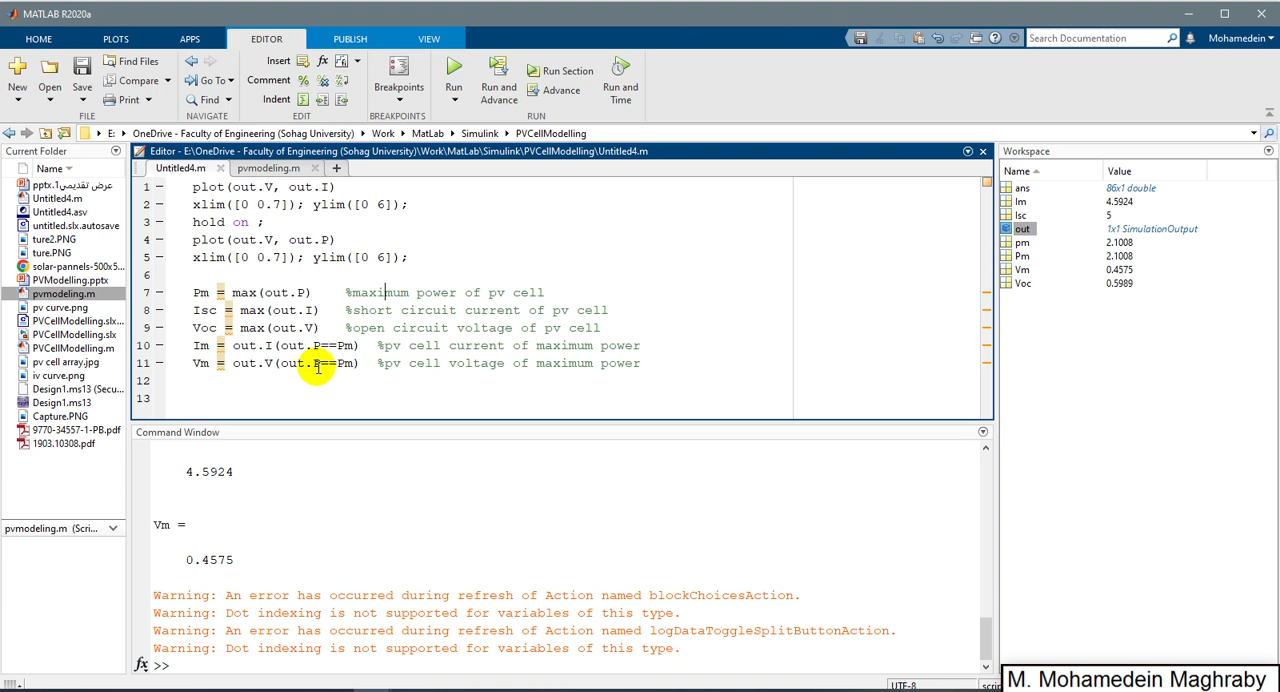 MATLAB R2020a
HOME PLOTS APPS EDITOR PUBLISH VIEW
Search Documentation
Mohamedein
New Open Save
Find Files
Compare
Print
FILE
Go To
Find
NAVIGATE
Insert
Comment
Indent
EDIT
Breakpoints
BREAKPOINTS
Run
Run and Advance
Run Section
Advance
Run and Time
RUN
E: OneDrive - Faculty of Engineering (Sohag University) Work MatLab Simulink PVCellModelling
Current Folder
Name
عرض تقديمي1.pptx
Untitled4.m
Untitled4.asv
untitled.slx.autosave
ture2.PNG
ture.PNG
solar-pannels-500x5...
PVModelling.pptx
pvmodeling.m
pv curve.png
PVCellModelling.slx...
PVCellModelling.slx
PVCellModelling.m
pv cell array.jpg
iv curve.png
Design1.ms13 (Secu...
Design1.ms13
Capture.PNG
9770-34557-1-PB.pdf
1903.10308.pdf
pvmodeling.m (Scri...
Editor - E:\OneDrive - Faculty of Engineering (Sohag University)\Work\MatLab\Simulink\PVCellModelling\Untitled4.m
Untitled4.m pvmodeling.m
1 plot(out.V, out.I)
2 xlim([0 0.7]); ylim([0 6]);
3 hold on ;
4 plot(out.V, out.P)
5 xlim([0 0.7]); ylim([0 6]);
6
7 Pm = max(out.P) %maximum power of pv cell
8 Isc = max(out.I) %short circuit current of pv cell
9 Voc = max(out.V) %open circuit voltage of pv cell
10 Im = out.I(out.P==Pm) %pv cell current of maximum power
11 Vm = out.V(out.P==Pm) %pv cell voltage of maximum power
12
13
Command Window
4.5924
Vm =
0.4575
Warning: An error has occurred during refresh of Action named blockChoicesAction.
Warning: Dot indexing is not supported for variables of this type.
Warning: An error has occurred during refresh of Action named logDataToggleSplitButtonAction.
Warning: Dot indexing is not supported for variables of this type.
fx >>
Workspace
Name Value
ans 86x1 double
Im 4.5924
Isc 5
out 1x1 SimulationOutput
pm 2.1008
Pm 2.1008
Vm 0.4575
Voc 0.5989
UTF-8
M. Mohamedein Maghraby